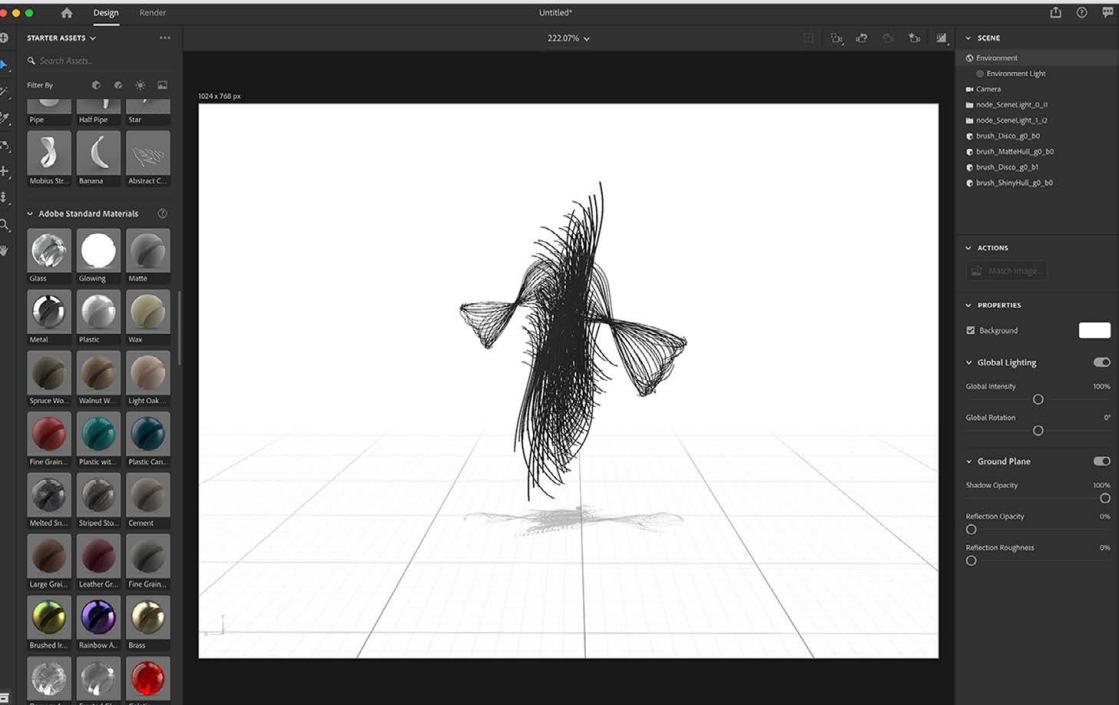 Design Render Untitled*
STARTER ASSETS
222.07%
SCENE
Search Assets...
Filter By
Environment
Environment Light
Camera
node_SceneLight_0_i1
node_SceneLight_1_i2
brush_Disco_g0_b0
brush_MatteHull_g0_b0
brush_Disco_g0_b1
brush_ShinyHull_g0_b0
1024 x 768 px
Pipe Half Pipe Star
Mobius Str... Banana Abstract C...
Adobe Standard Materials
Glass Glowing Matte
Metal Plastic Wax
Spruce Wo... Walnut W... Light Oak ...
Fine Grain... Plastic wit... Plastic Can...
Melted Sn... Striped Sto... Cement
Large Grai... Leather Gr... Fine Grain...
Brushed Ir... Rainbow A... Brass
ACTIONS
Match Image...
PROPERTIES
Background
Global Lighting
Global Intensity 100%
Global Rotation 0°
Ground Plane
Shadow Opacity 100%
Reflection Opacity 0%
Reflection Roughness 0%